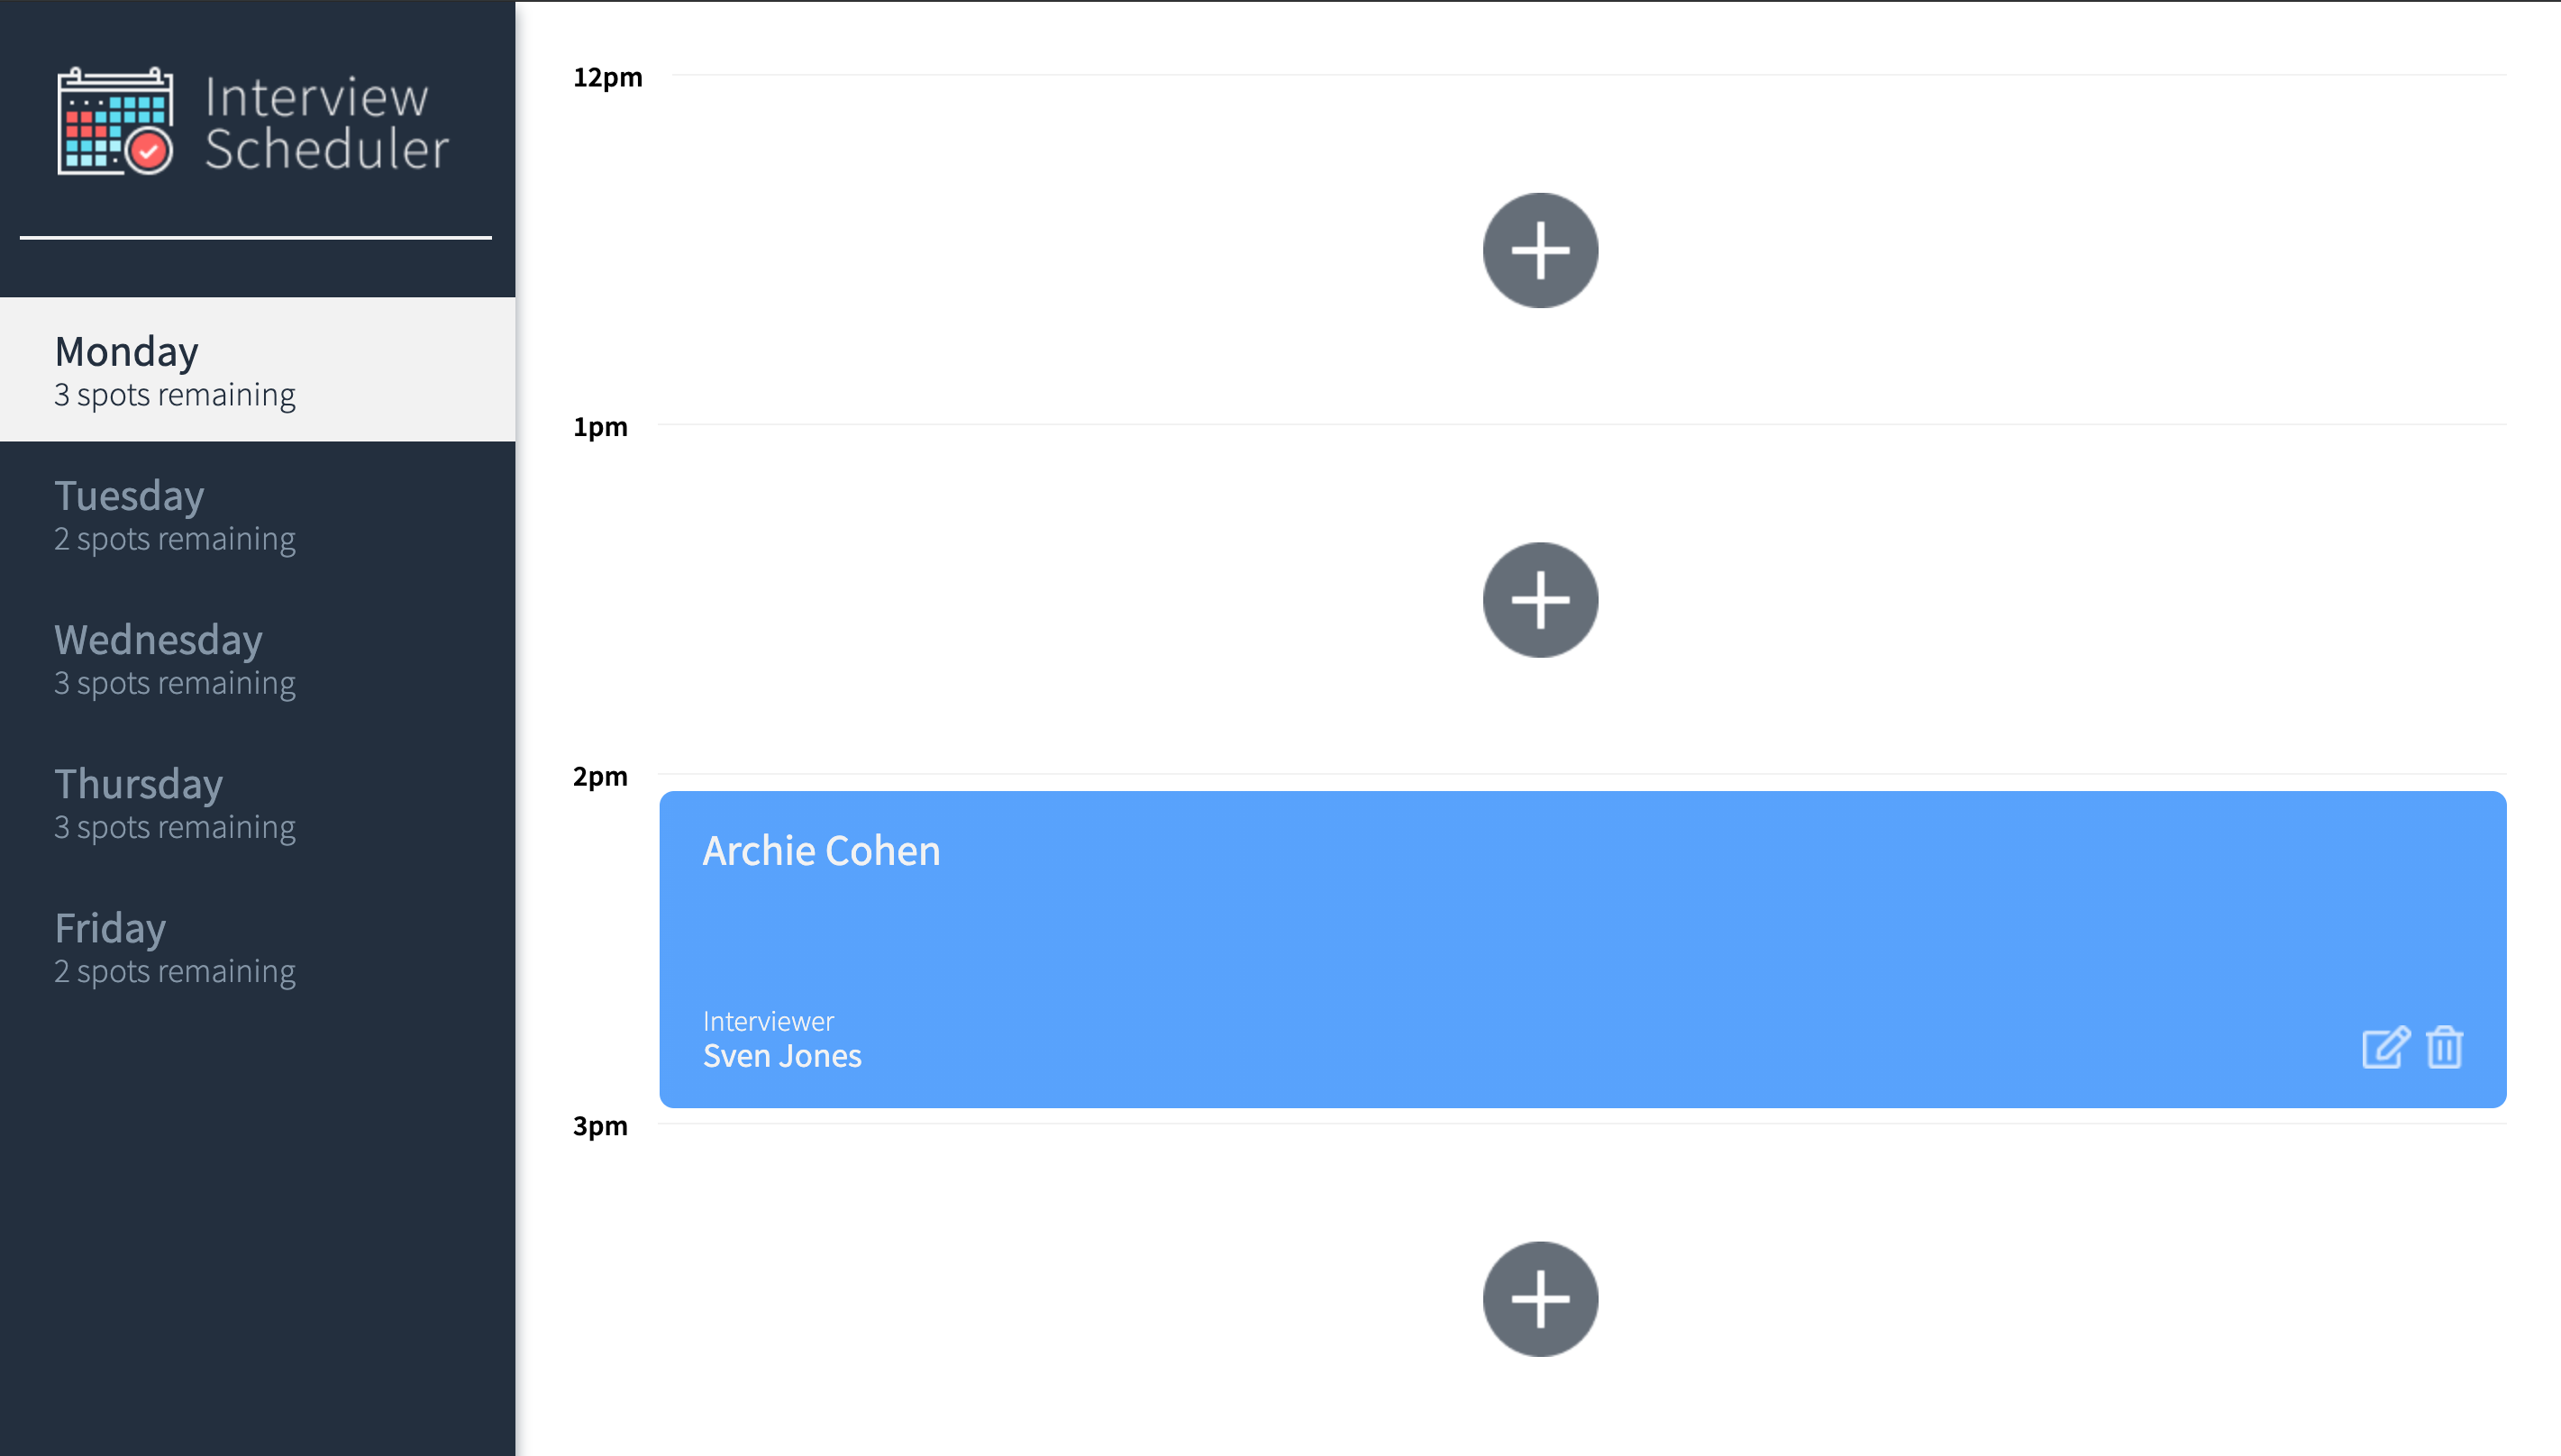 Interview
Scheduler
Monday
3 spots remaining
Tuesday
2 spots remaining
Wednesday
3 spots remaining
Thursday
3 spots remaining
Friday
2 spots remaining
12pm
1pm
2pm
Archie Cohen
Interviewer
Sven Jones
3pm